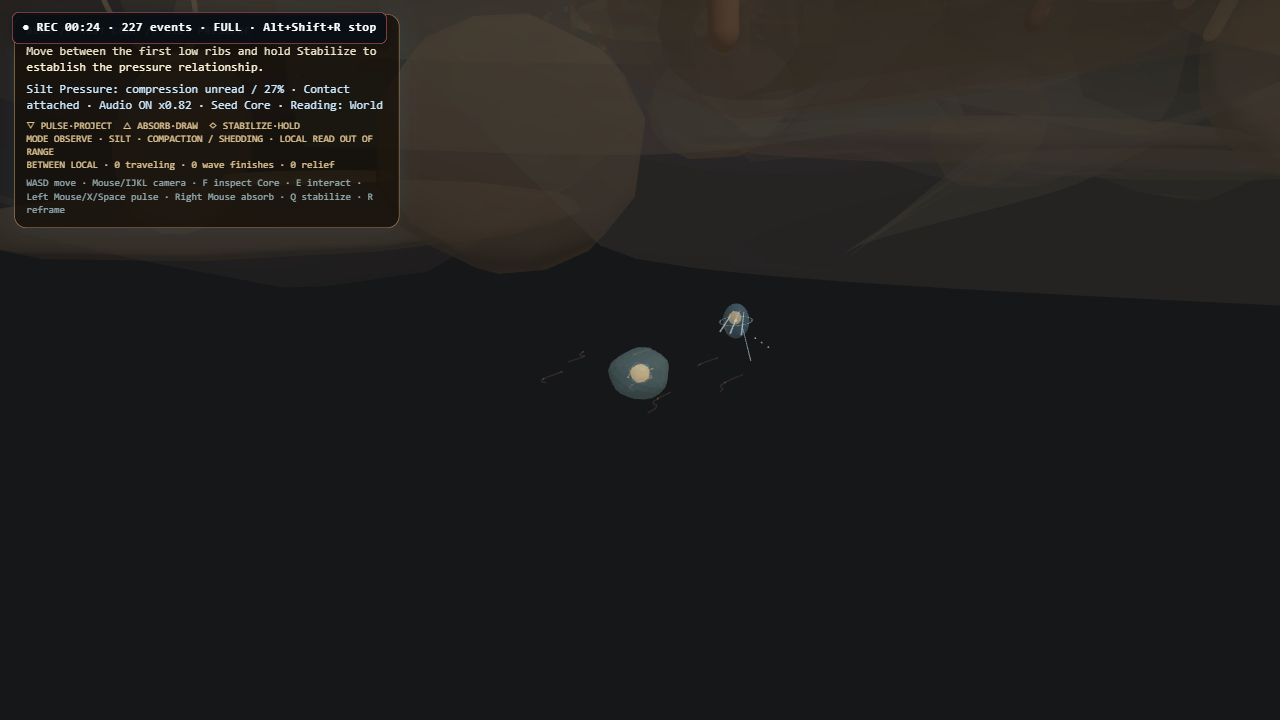 ● REC 00:24 · 227 events · FULL · Alt+Shift+R stop
Move between the first low ribs and hold Stabilize to
establish the pressure relationship.
Silt Pressure: compression unread / 27% · Contact
attached · Audio ON x0.82 · Seed Core · Reading: World
▽ PULSE·PROJECT △ ABSORB·DRAW ◇ STABILIZE·HOLD
MODE OBSERVE · SILT · COMPACTION / SHEDDING · LOCAL READ OUT OF
RANGE
BETWEEN LOCAL · 0 traveling · 0 wave finishes · 0 relief
WASD move · Mouse/IJKL camera · F inspect Core · E interact ·
Left Mouse/X/Space pulse · Right Mouse absorb · Q stabilize · R
reframe